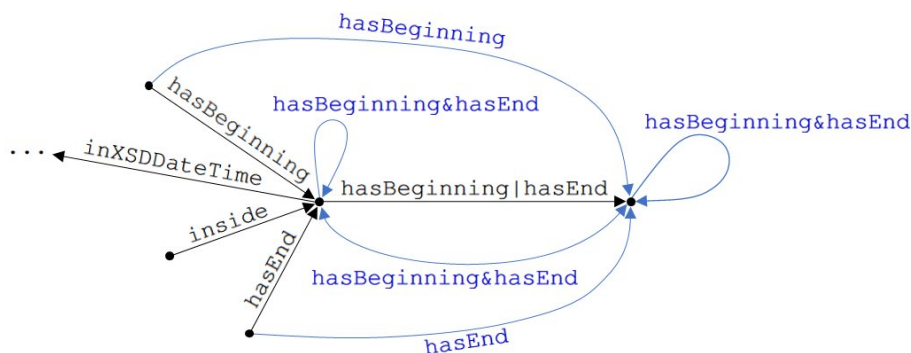 hasBeginning
hasBeginning
hasBeginning&hasEnd
hasBeginning&hasEnd
...
inXSDDateTime
hasBeginning|hasEnd
inside
hasEnd
hasBeginning&hasEnd
hasEnd